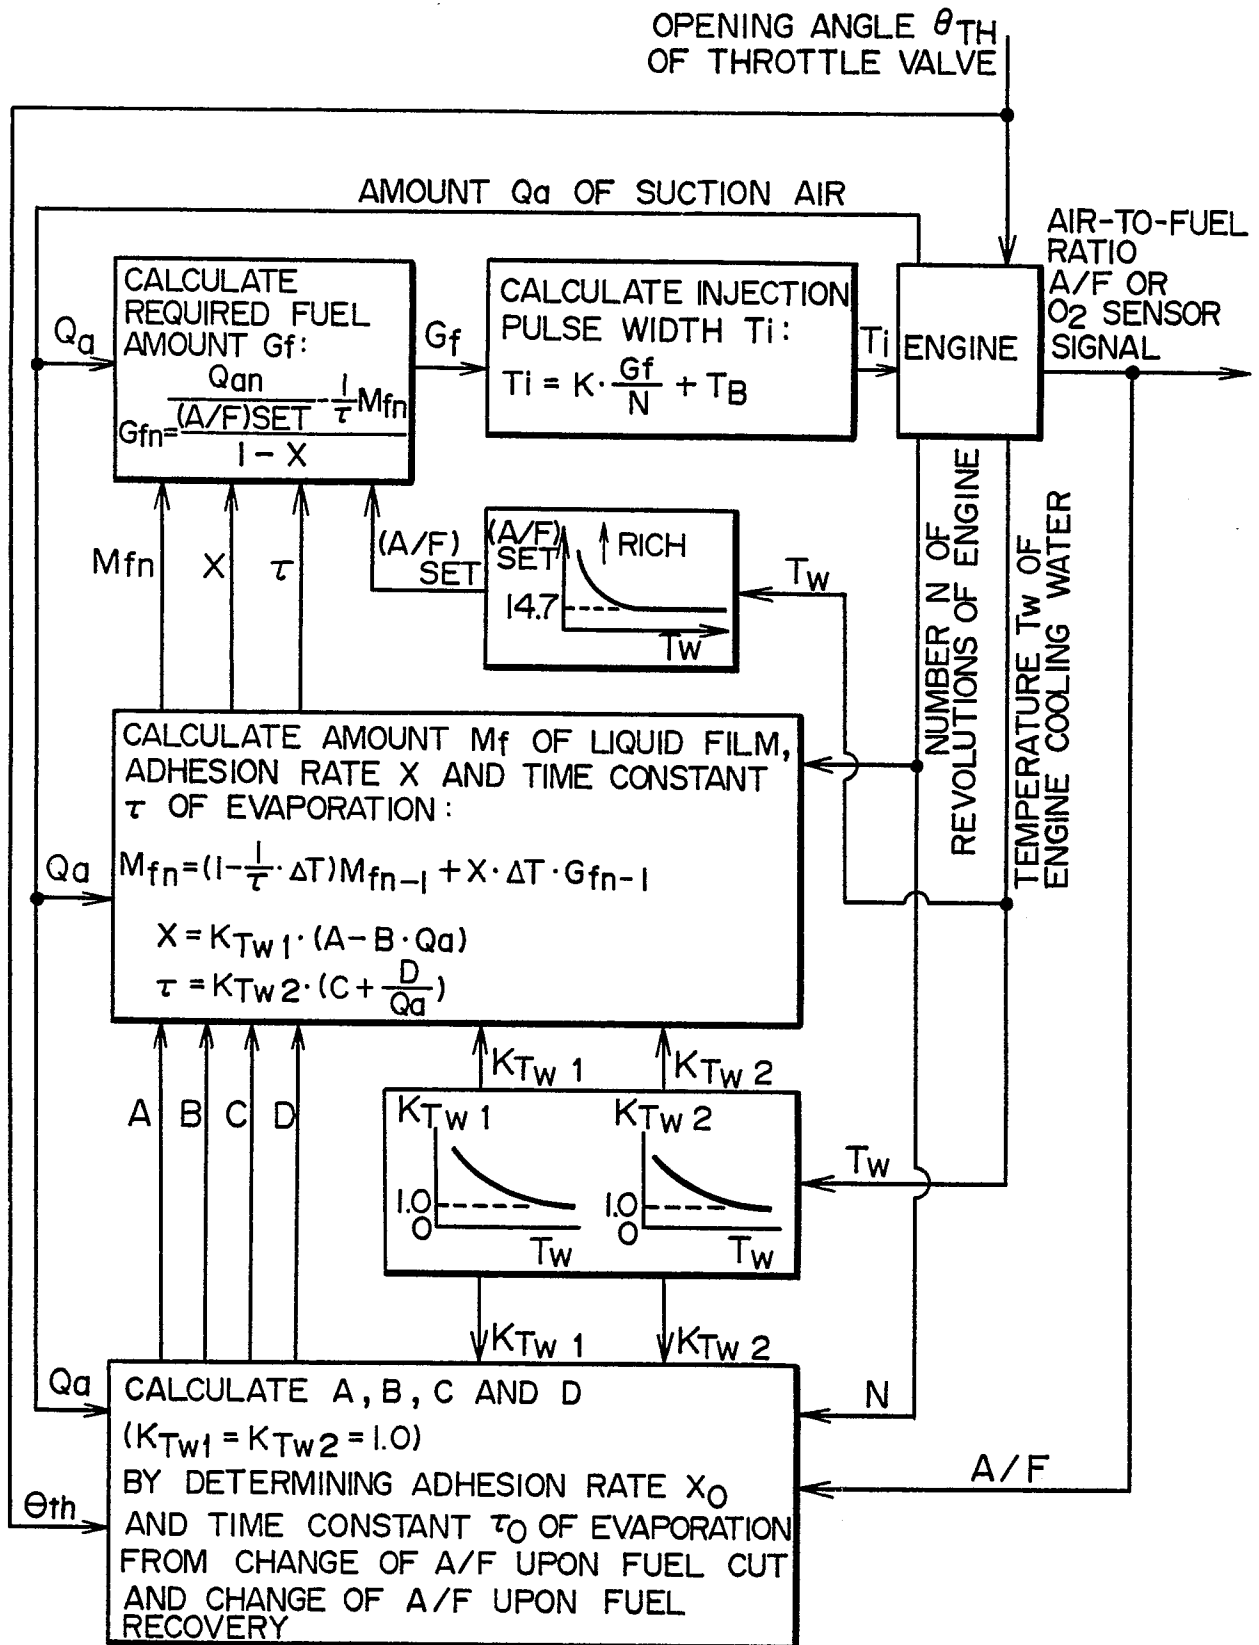 OPENING ANGLE θTH
OF THROTTLE VALVE
AMOUNT Qa OF SUCTION AIR
AIR-TO-FUEL
RATIO
A/F OR
O2 SENSOR
SIGNAL
Qa
CALCULATE
REQUIRED FUEL
AMOUNT Gf:
Gfn = (Qan/(A/F)SET - 1/τ Mfn) / (1 - X)
Gf
CALCULATE INJECTION
PULSE WIDTH Ti:
Ti = K · Gf/N + TB
Ti
ENGINE
Mfn
X
τ
(A/F)
SET
(A/F)
SET
RICH
14.7
Tw
Tw
NUMBER N OF
REVOLUTIONS OF ENGINE
TEMPERATURE Tw OF
ENGINE COOLING WATER
Qa
CALCULATE AMOUNT Mf OF LIQUID FILM,
ADHESION RATE X AND TIME CONSTANT
τ OF EVAPORATION:
Mfn = (1 - 1/τ · ΔT) Mfn-1 + X · ΔT · Gfn-1
X = KTw1 · (A - B · Qa)
τ = KTw2 · (C + D/Qa)
A
B
C
D
KTw1
KTw2
KTw1
1.0
0
Tw
KTw2
1.0
0
Tw
Tw
KTw1
KTw2
Qa
θth
N
A/F
CALCULATE A, B, C AND D
(KTw1 = KTw2 = 1.0)
BY DETERMINING ADHESION RATE X0
AND TIME CONSTANT τ0 OF EVAPORATION
FROM CHANGE OF A/F UPON FUEL CUT
AND CHANGE OF A/F UPON FUEL
RECOVERY